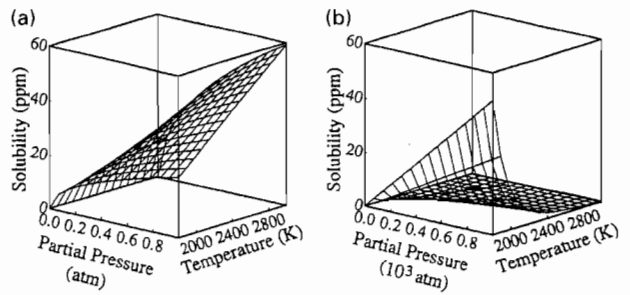 (a)
60
40
20
0
Solubility (ppm)
0.0 0.2 0.4 0.6 0.8
Partial Pressure
(atm)
2000 2400 2800
Temperature (K)
(b)
60
40
20
0
Solubility (ppm)
0.0 0.2 0.4 0.6 0.8
Partial Pressure
(10³ atm)
2000 2400 2800
Temperature (K)